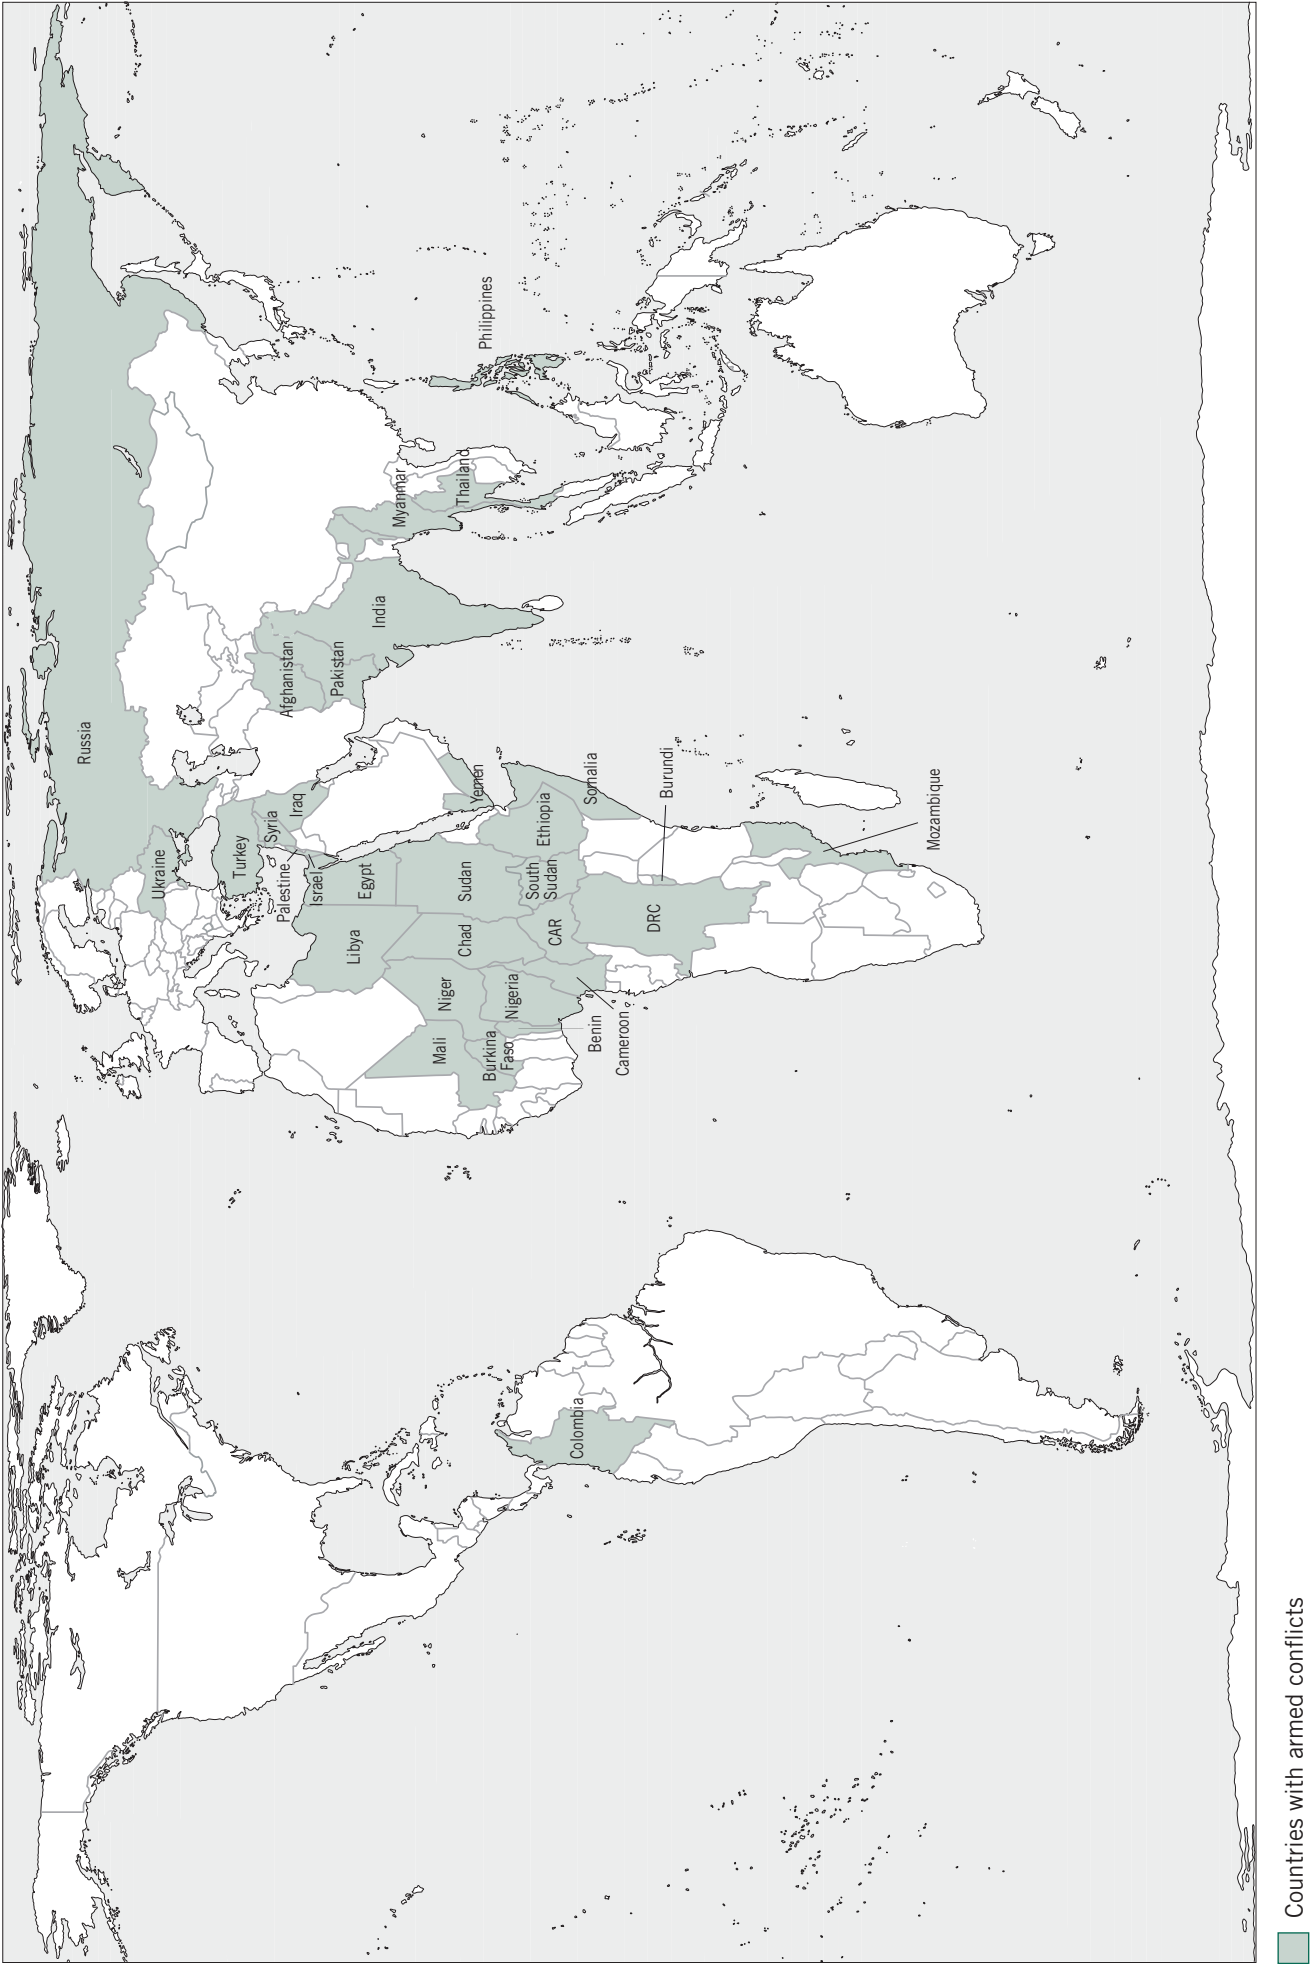 Russia
Ukraine
Turkey
Syria
Iraq
Palestine
Israel
Egypt
Libya
Afghanistan
Pakistan
India
Myanmar
Thailand
Philippines
Mali
Niger
Chad
Sudan
Yemen
Burkina
Faso
Nigeria
CAR
South
Sudan
Ethiopia
Somalia
Benin
Cameroon
DRC
Burundi
Mozambique
Colombia
Countries with armed conflicts